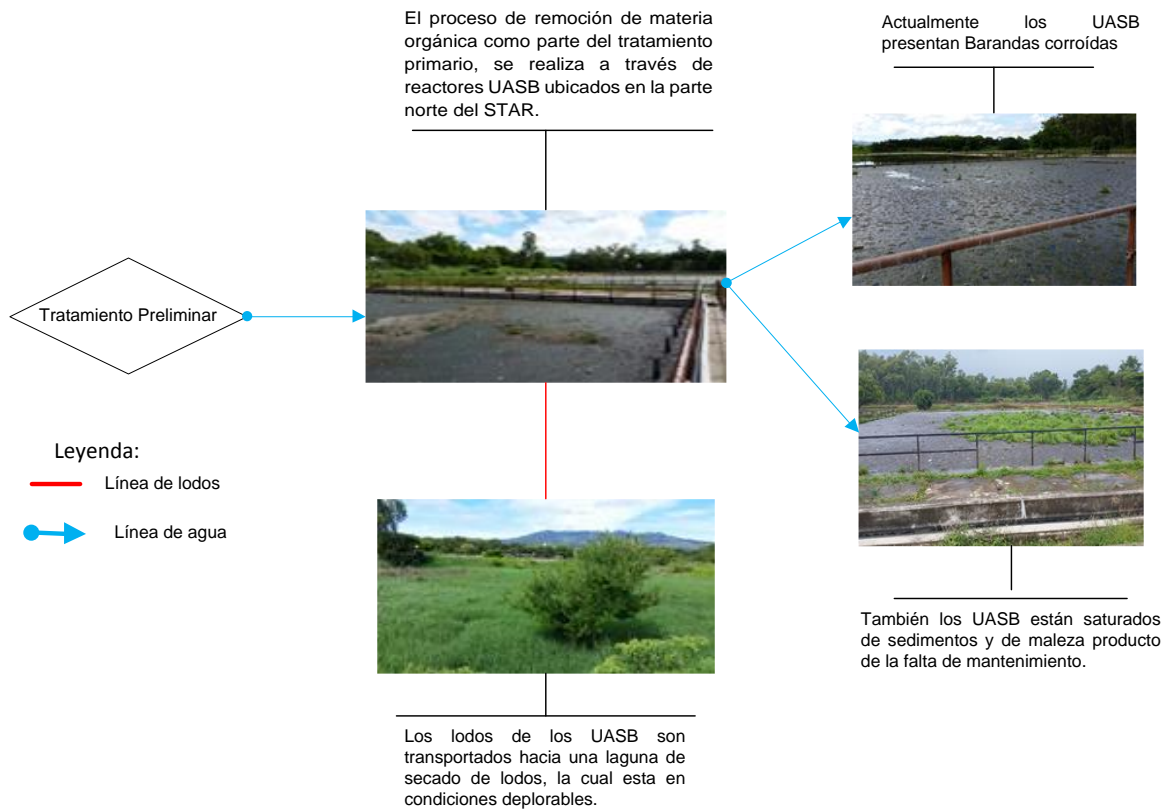 El proceso de remoción de materia
orgánica como parte del tratamiento
primario, se realiza a través de
reactores UASB ubicados en la parte
norte del STAR.
Actualmente los UASB
presentan Barandas corroídas
Tratamiento Preliminar
Leyenda:
Línea de lodos
Línea de agua
También los UASB están saturados
de sedimentos y de maleza producto
de la falta de mantenimiento.
Los lodos de los UASB son
transportados hacia una laguna de
secado de lodos, la cual esta en
condiciones deplorables.